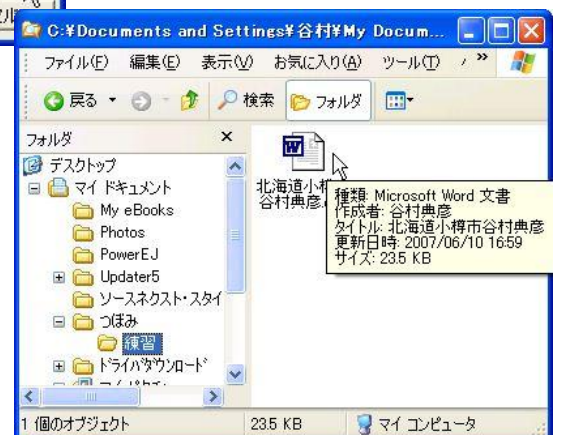 C:¥Documents and Settings¥谷村¥My Docum...
ファイル(F) 編集(E) 表示(V) お気に入り(A) ツール(T) »
戻る 検索 フォルダ
フォルダ ×
デスクトップ
マイ ドキュメント
My eBooks
Photos
PowerEJ
Updater5
ソースネクスト・スタイ
つぼみ
練習
ドライバダウンロード
北海道小樽
谷村典彦.
種類: Microsoft Word 文書
作成者: 谷村典彦
タイトル: 北海道小樽市谷村典彦
更新日時: 2007/06/10 16:59
サイズ: 23.5 KB
1 個のオブジェクト 23.5 KB マイ コンピュータ